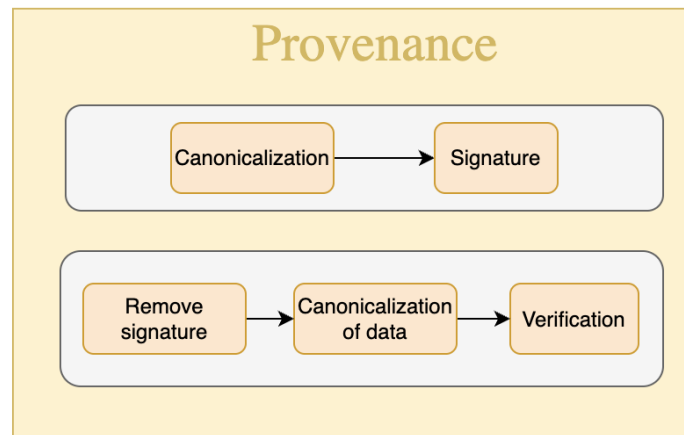 Provenance
Canonicalization
Signature
Remove
signature
Canonicalization
of data
Verification